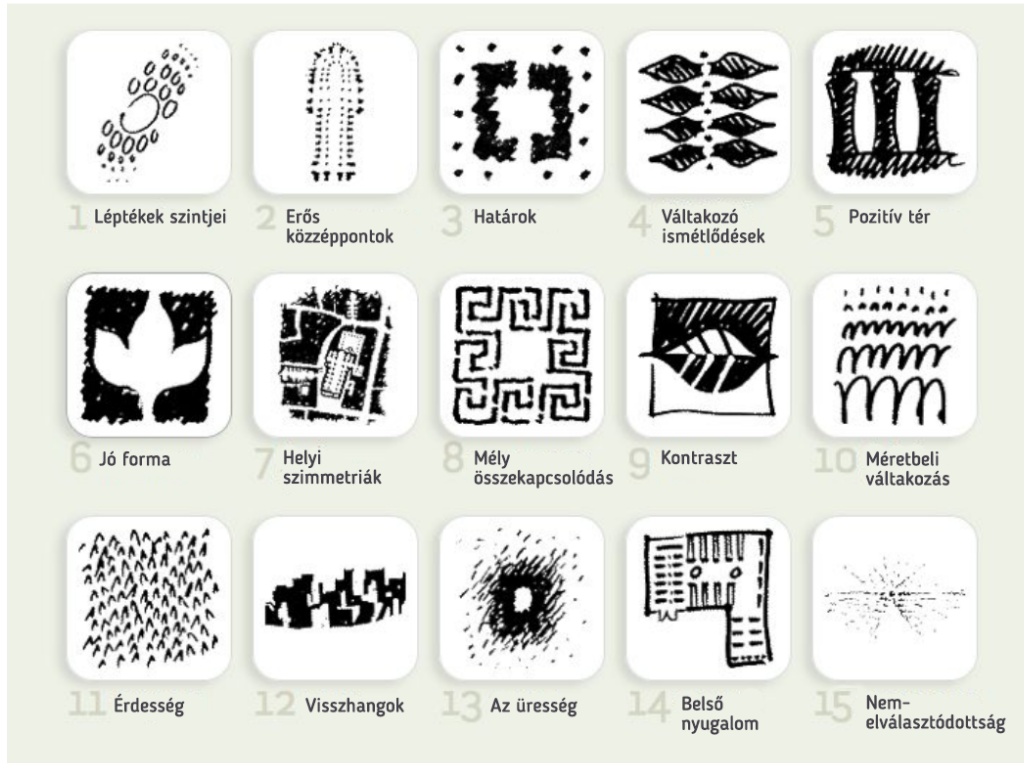 1 Léptékek szintjei
2 Erős
közzéppontok
3 Határok
4 Váltakozó
ismétlődések
5 Pozitív tér
6 Jó forma
7 Helyi
szimmetriák
8 Mély
összekapcsolódás
9 Kontraszt
10 Méretbeli
váltakozás
11 Érdesség
12 Visszhangok
13 Az üresség
14 Belső
nyugalom
15 Nem-
elválasztódottság